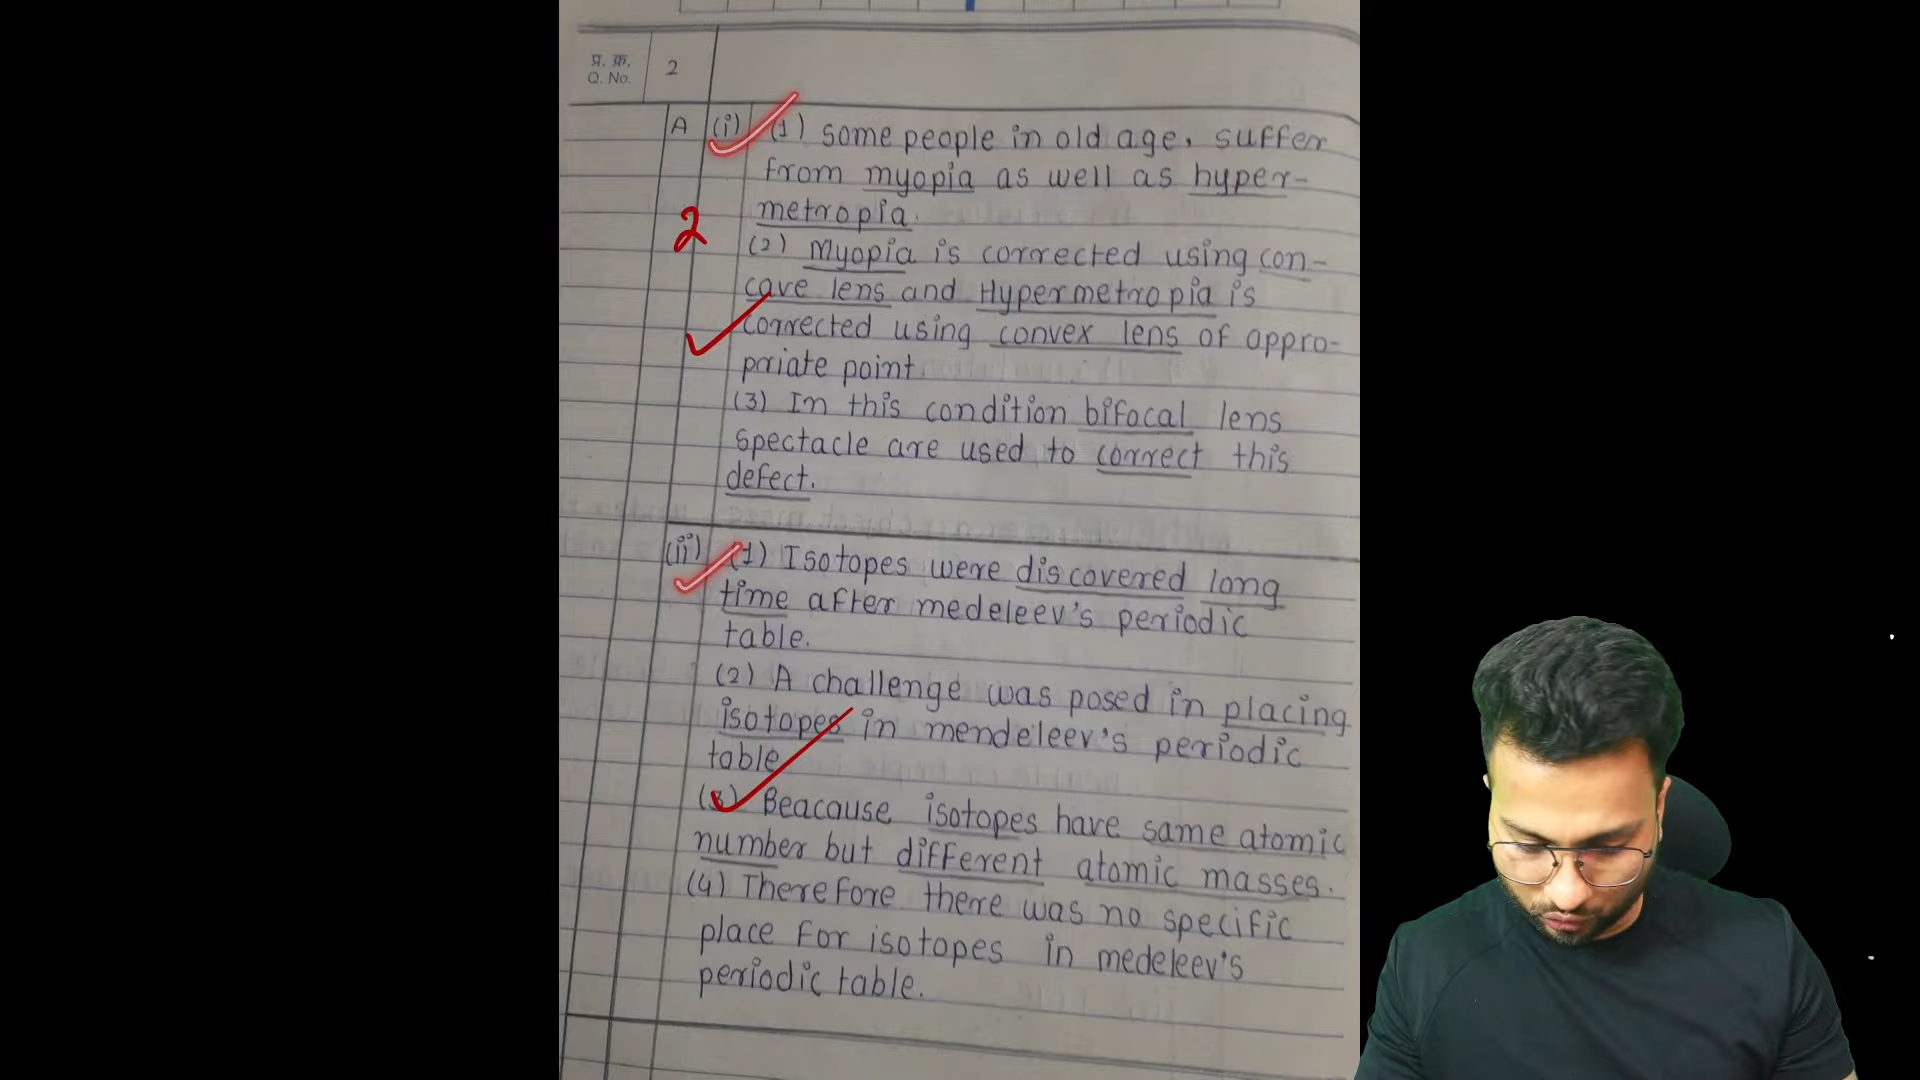 प्र. क्र.
Q. No.
2
A (i) (1) some people in old age, suffer
from myopia as well as hyper-
metropia.
2
(2) Myopia is corrected using con-
cave lens and Hypermetropia is
corrected using convex lens of appro-
priate point.
(3) In this condition bifocal lens
spectacle are used to correct this
defect.
(ii) (1) Isotopes were discovered long
time after medeleev's periodic
table.
(2) A challenge was posed in placing
isotopes in mendeleev's periodic
table
(3) Beacause isotopes have same atomic
number but different atomic masses.
(4) Therefore there was no specific
place for isotopes in medeleev's
periodic table.